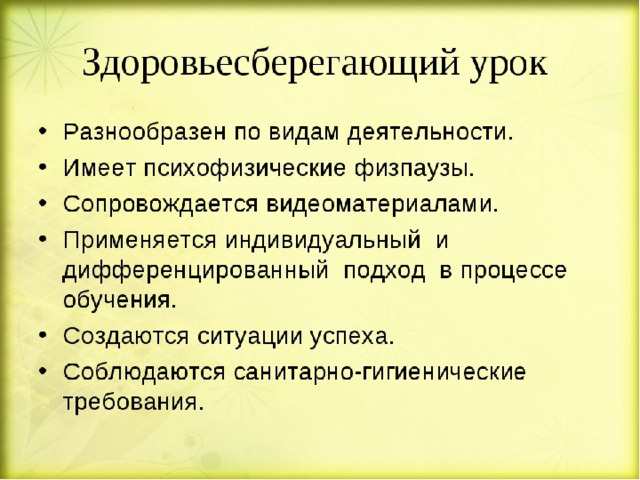 Здоровьесберегающий урок
• Разнообразен по видам деятельности.
• Имеет психофизические физпаузы.
• Сопровождается видеоматериалами.
• Применяется индивидуальный и
дифференцированный подход в процессе
обучения.
• Создаются ситуации успеха.
• Соблюдаются санитарно-гигиенические
требования.